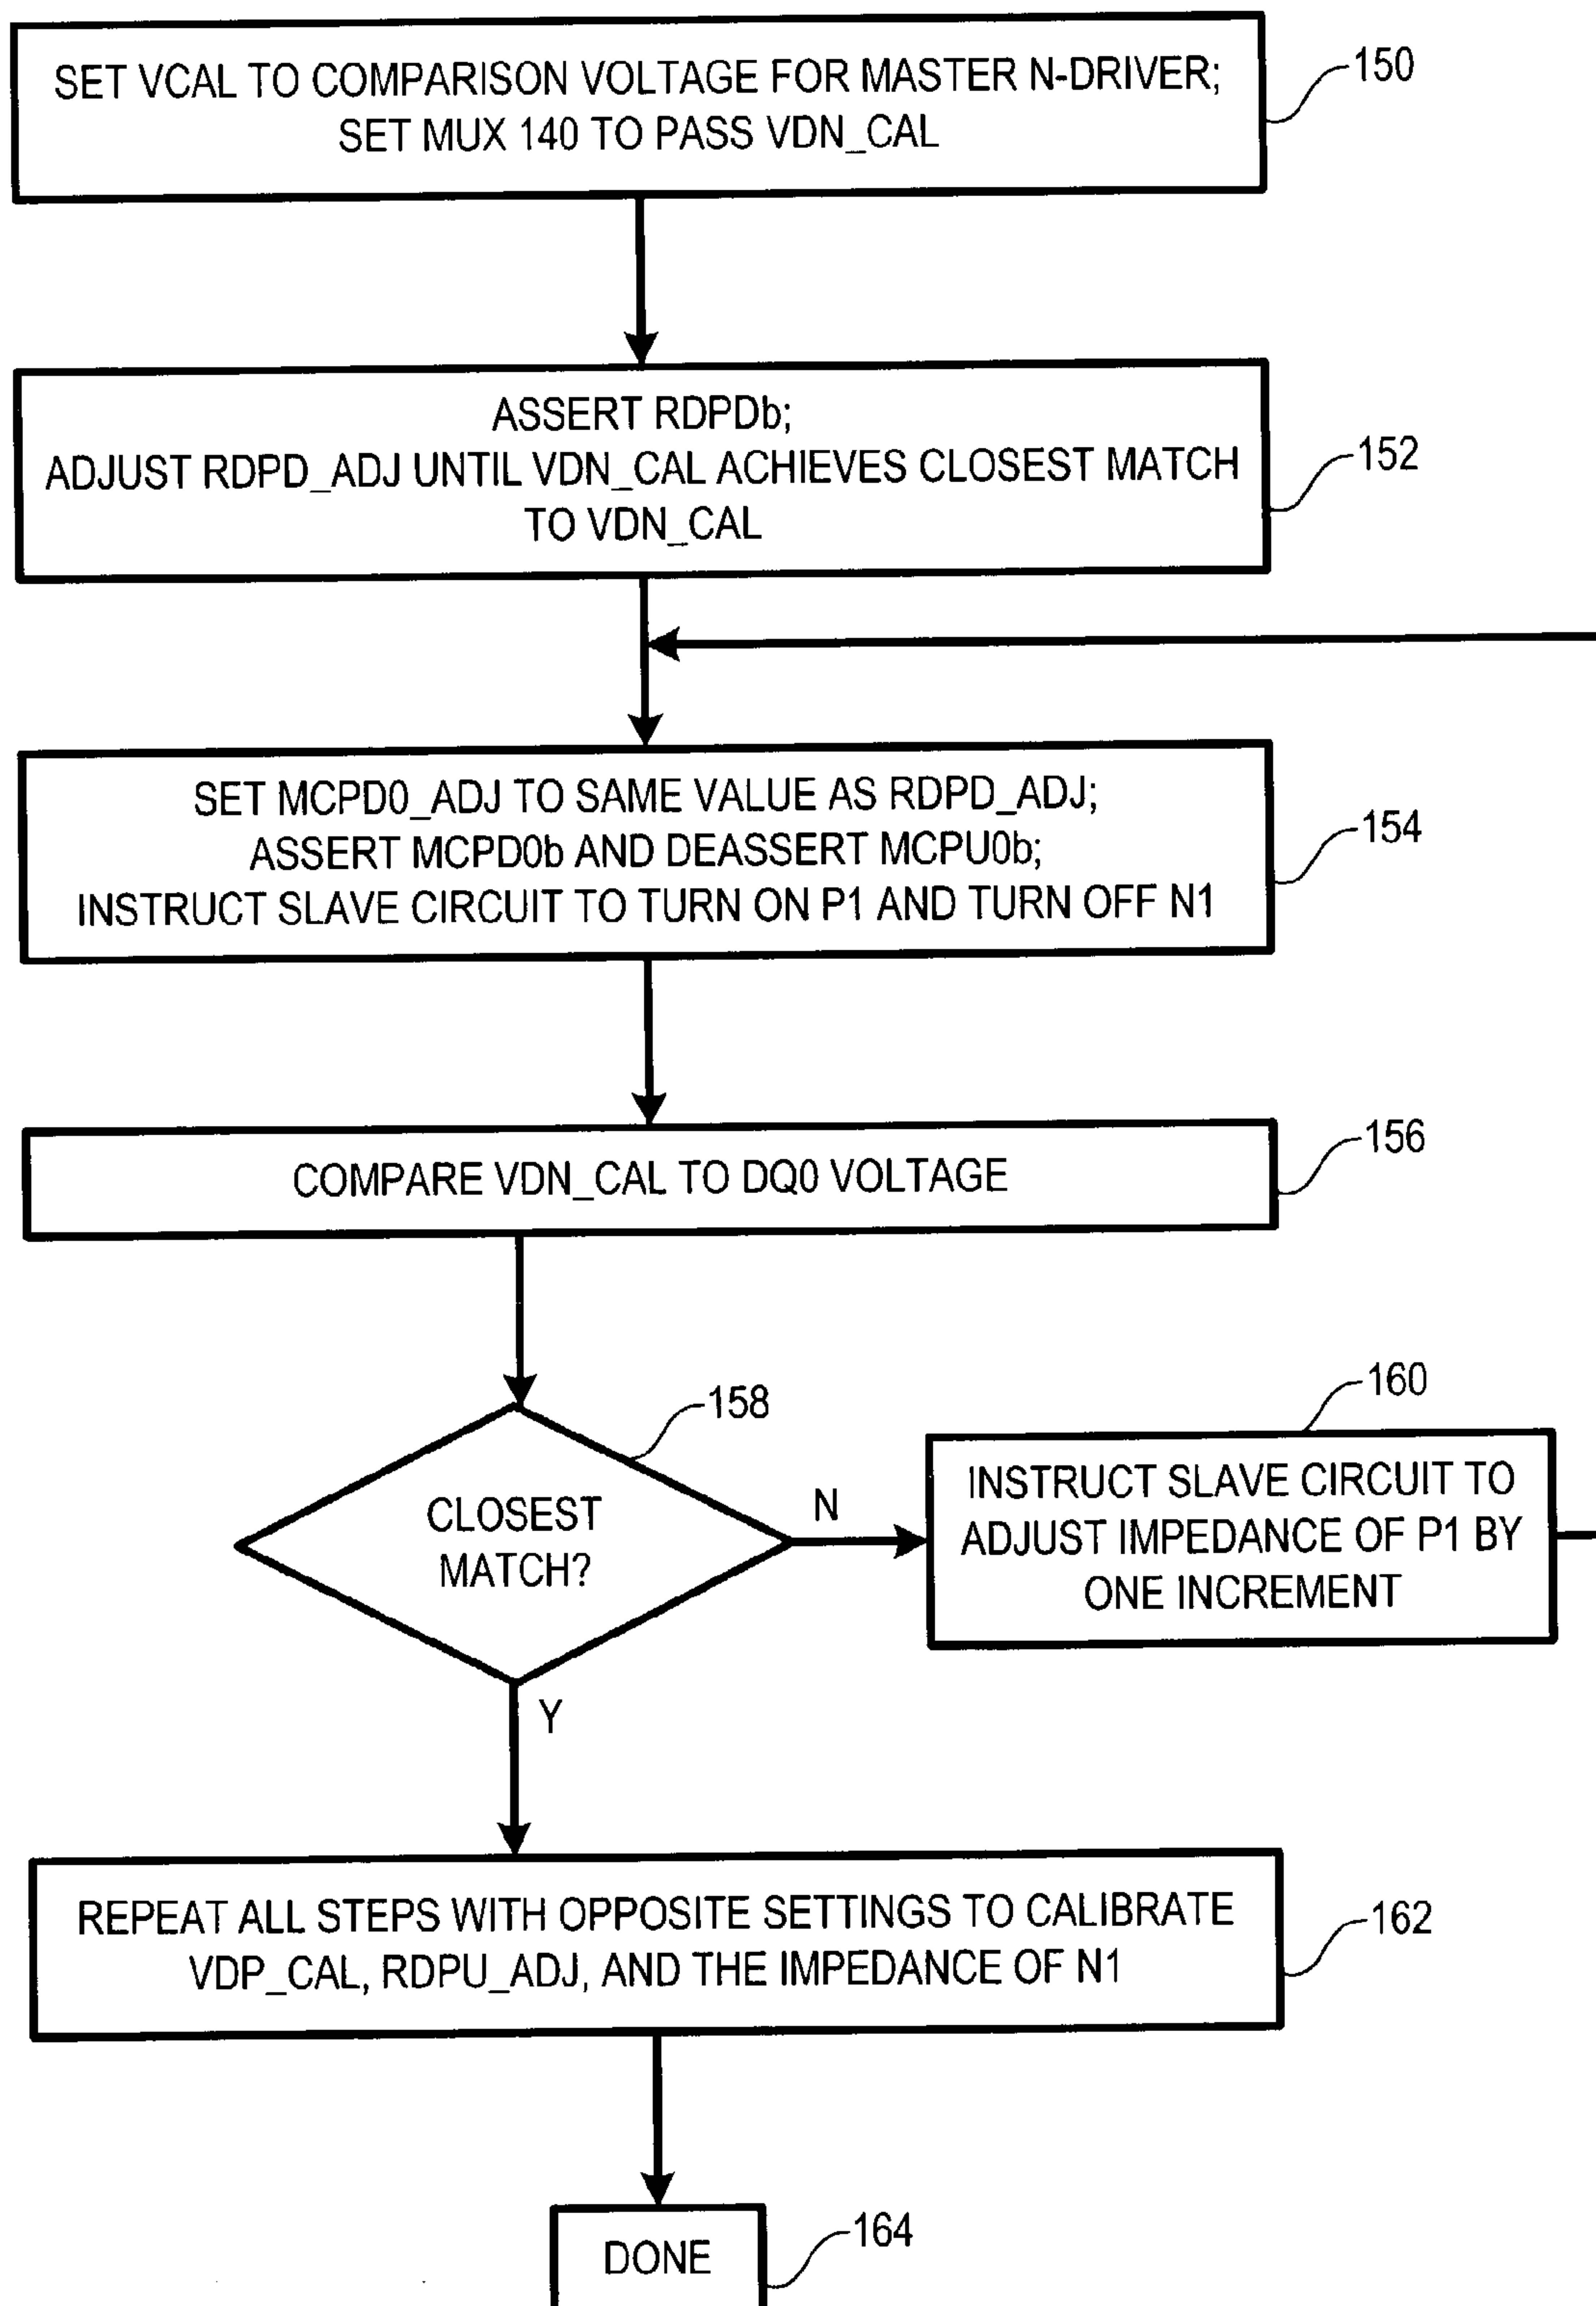 SET VCAL TO COMPARISON VOLTAGE FOR MASTER N-DRIVER;
SET MUX 140 TO PASS VDN_CAL
150
ASSERT RDPDb;
ADJUST RDPD_ADJ UNTIL VDN_CAL ACHIEVES CLOSEST MATCH
TO VDN_CAL
152
SET MCPD0_ADJ TO SAME VALUE AS RDPD_ADJ;
ASSERT MCPD0b AND DEASSERT MCPU0b;
INSTRUCT SLAVE CIRCUIT TO TURN ON P1 AND TURN OFF N1
154
COMPARE VDN_CAL TO DQ0 VOLTAGE
156
CLOSEST
MATCH?
158
N
Y
INSTRUCT SLAVE CIRCUIT TO
ADJUST IMPEDANCE OF P1 BY
ONE INCREMENT
160
REPEAT ALL STEPS WITH OPPOSITE SETTINGS TO CALIBRATE
VDP_CAL, RDPU_ADJ, AND THE IMPEDANCE OF N1
162
DONE
164